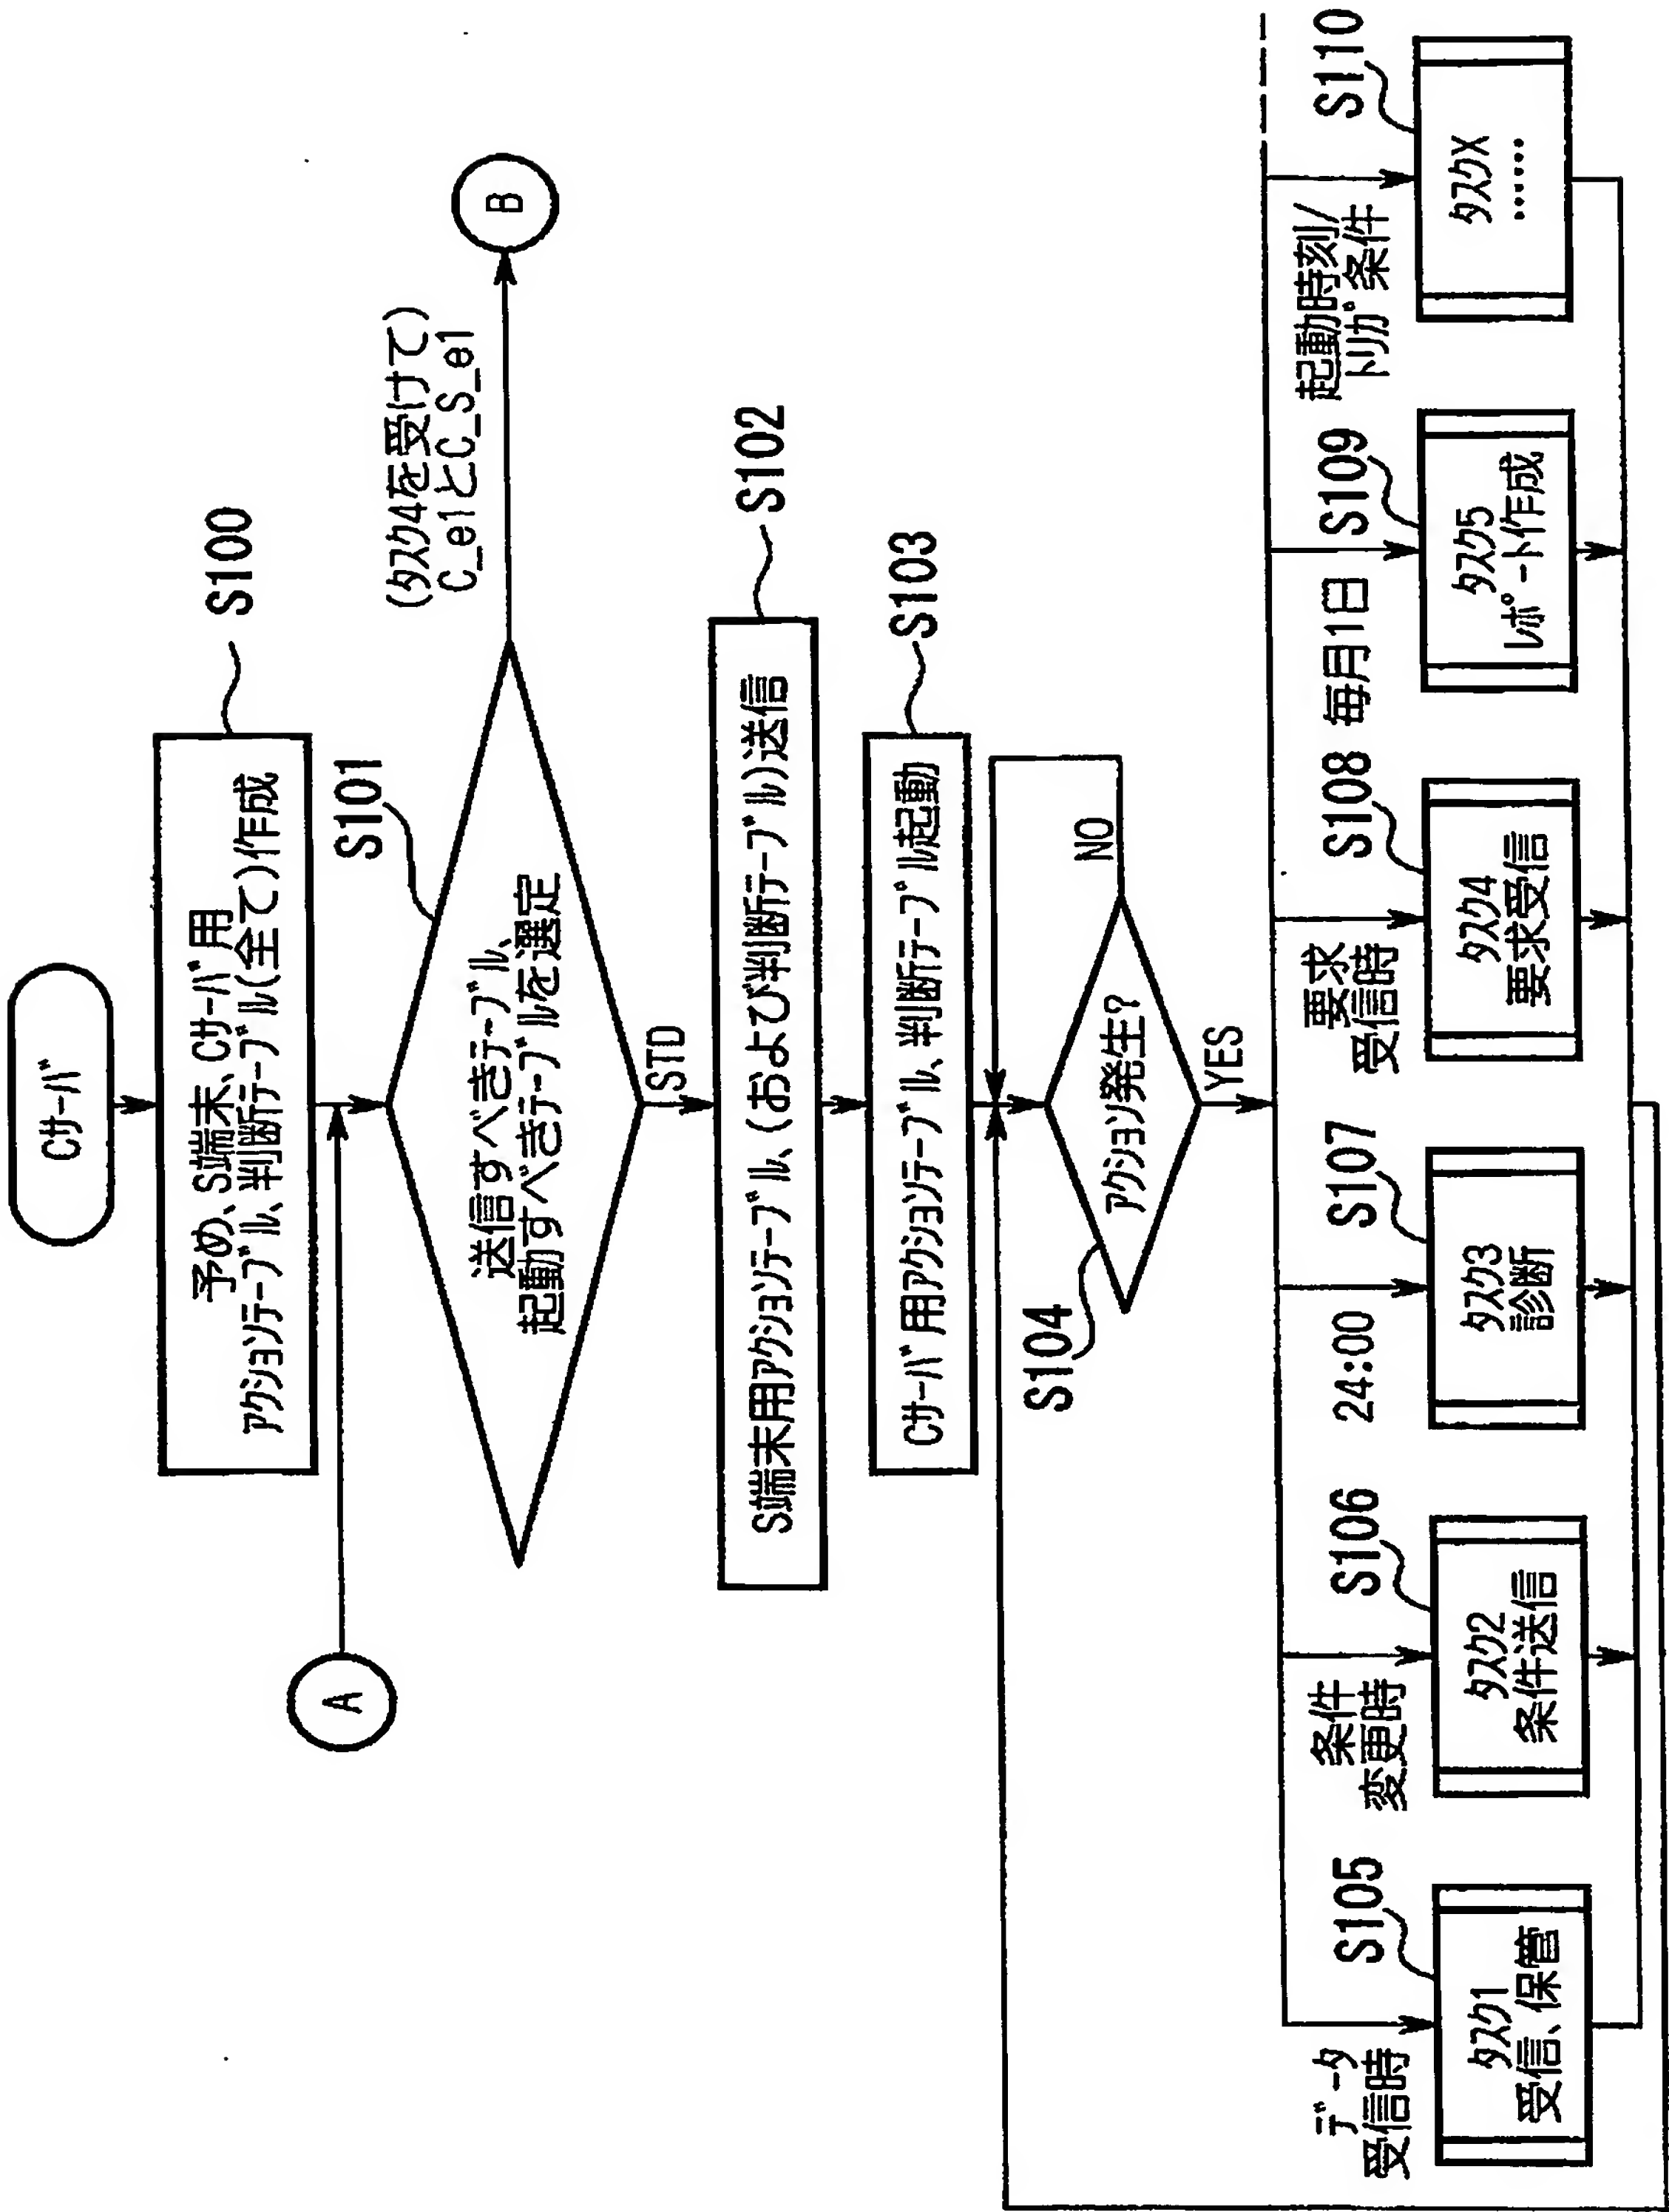 Cサーバ
S100
予め、S端末、Cサーバ用
アクションテーブル、判断テーブル(全て)作成
A
S101
送信すべきテーブル、
起動すべきテーブルを選定
(タスク4を受けて)
C_e1とC_S_e1
B
STD
S102
S端末用アクションテーブル、(および判断テーブル)送信
S103
Cサーバ用アクションテーブル、判断テーブル起動
S104
アクション発生?
NO
YES
データ
受信時
S105
タスク1
受信、保管
条件
変更時
S106
タスク2
条件送信
24:00
S107
タスク3
診断
要求
受信時
S108
タスク4
要求受信
毎月1日
S109
タスク5
レポート作成
起動時刻/
トリガ条件
S110
タスクX
……